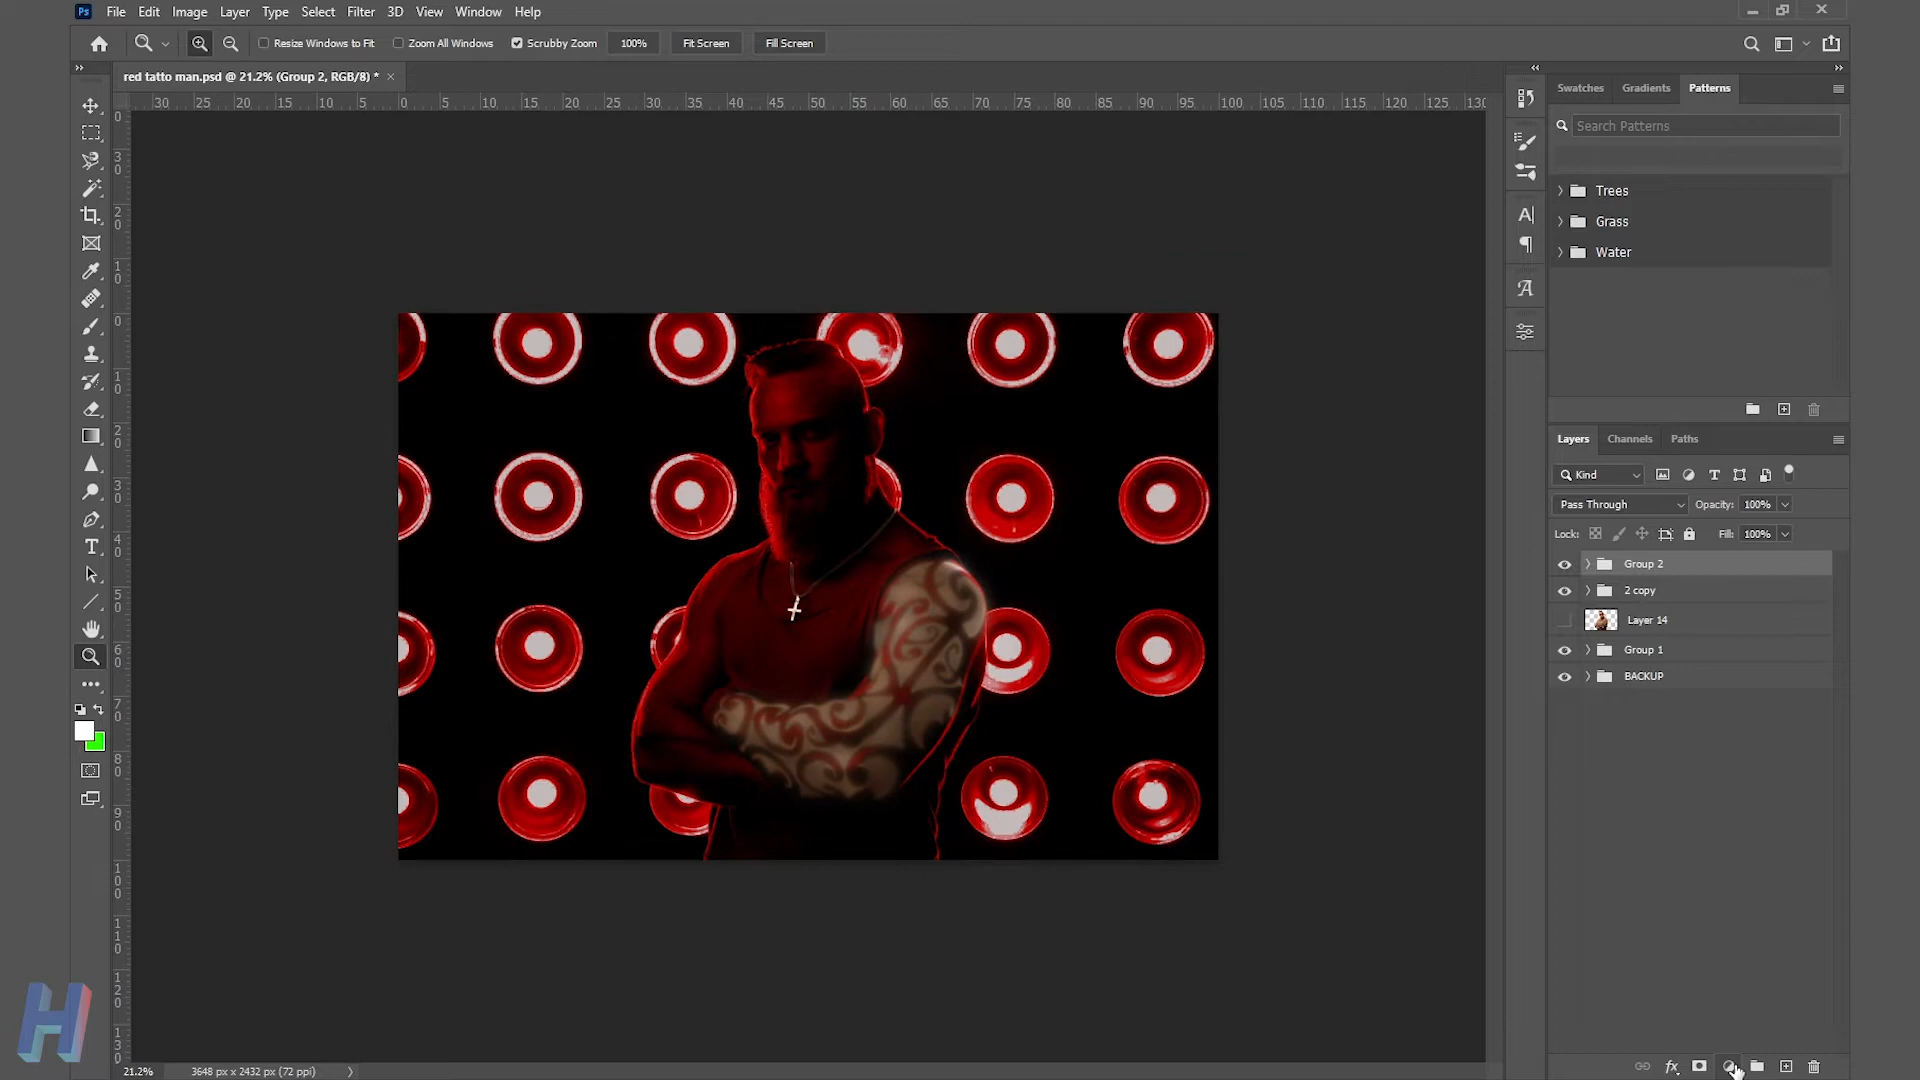 Ps File Edit Image Layer Type Select Filter 3D View Window Help
Resize Windows to Fit Zoom All Windows Scrubby Zoom 100% Fit Screen Fill Screen
red tatto man.psd @ 21.2% (Group 2, RGB/8) * ×
30 25 20 15 10 5 0 5 10 15 20 25 30 35 40 45 50 55 60 65 70 75 80 85 90 95 100 105 110 115 120 125 130
Swatches Gradients Patterns
Search Patterns
Trees
Grass
Water
Layers Channels Paths
Kind
Pass Through Opacity: 100%
Lock: Fill: 100%
Group 2
2 copy
Layer 14
Group 1
BACKUP
H
21.2% 3648 px x 2432 px (72 ppi)